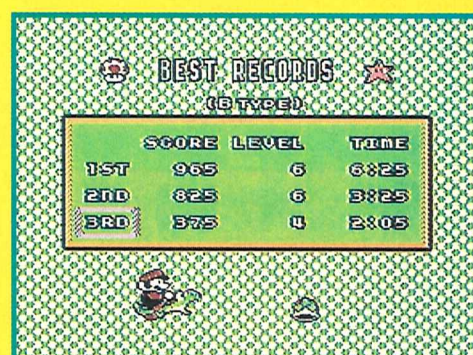 BEST RECORDS
(B TYPE)
SCORE LEVEL TIME
1ST 965 6 6:25
2ND 825 6 3:25
3RD 375 4 2:05